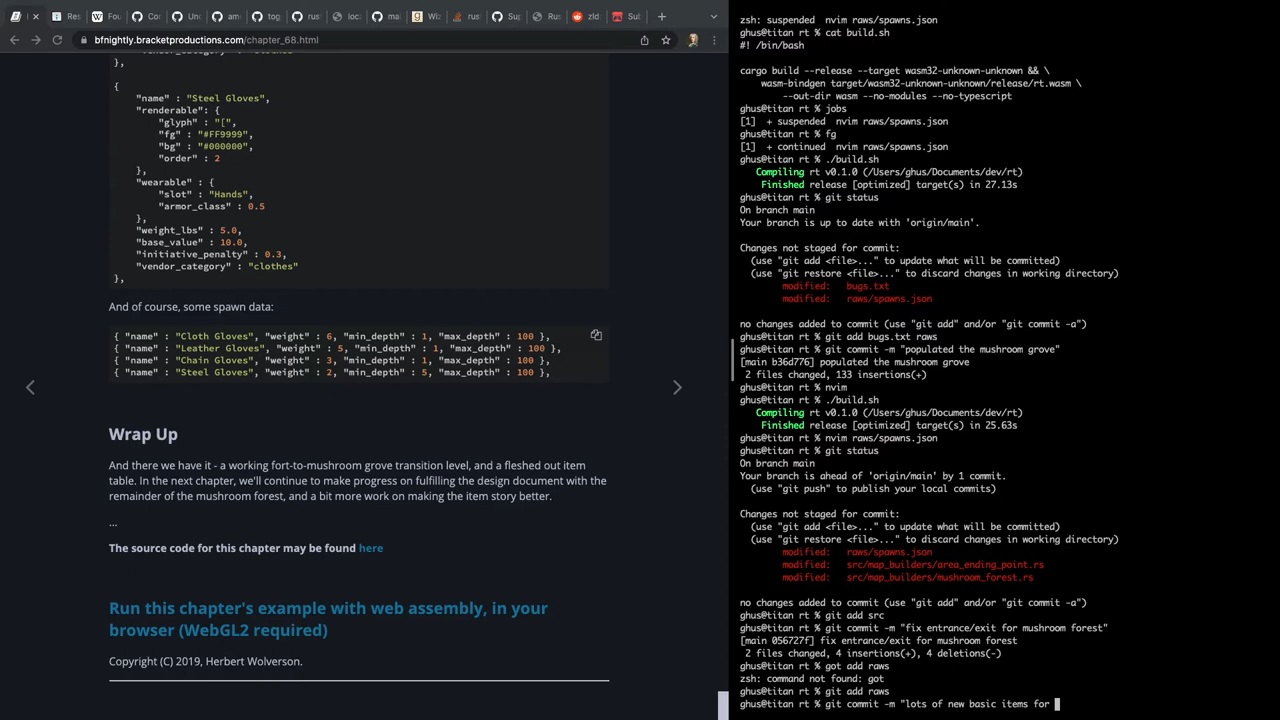 Cor
Un
am
tog
rus
loca
mai
Wiz
rus
Sup
Rus
zld
Sub
bfnightly.bracketproductions.com/chapter_68.html
},
{
"name" : "Steel Gloves",
"renderable": {
"glyph" : "[",
"fg" : "#FF9999",
"bg" : "#000000",
"order" : 2
},
"wearable" : {
"slot" : "Hands",
"armor_class" : 0.5
},
"weight_lbs" : 5.0,
"base_value" : 10.0,
"initiative_penalty" : 0.3,
"vendor_category" : "clothes"
},
And of course, some spawn data:
{ "name" : "Cloth Gloves", "weight" : 6, "min_depth" : 1, "max_depth" : 100 },
{ "name" : "Leather Gloves", "weight" : 5, "min_depth" : 1, "max_depth" : 100 },
{ "name" : "Chain Gloves", "weight" : 3, "min_depth" : 1, "max_depth" : 100 },
{ "name" : "Steel Gloves", "weight" : 2, "min_depth" : 5, "max_depth" : 100 },
Wrap Up
And there we have it - a working fort-to-mushroom grove transition level, and a fleshed out item
table. In the next chapter, we'll continue to make progress on fulfilling the design document with the
remainder of the mushroom forest, and a bit more work on making the item story better.
...
The source code for this chapter may be found here
Run this chapter's example with web assembly, in your
browser (WebGL2 required)
Copyright (C) 2019, Herbert Wolverson.
zsh: suspended  nvim raws/spawns.json
ghus@titan rt % cat build.sh
#! /bin/bash
cargo build --release --target wasm32-unknown-unknown && \
wasm-bindgen target/wasm32-unknown-unknown/release/rt.wasm \
--out-dir wasm --no-modules --no-typescript
ghus@titan rt % jobs
[1]  + suspended  nvim raws/spawns.json
ghus@titan rt % fg
[1]  + continued  nvim raws/spawns.json
ghus@titan rt % ./build.sh
Compiling rt v0.1.0 (/Users/ghus/Documents/dev/rt)
Finished release [optimized] target(s) in 27.13s
ghus@titan rt % git status
On branch main
Your branch is up to date with 'origin/main'.
Changes not staged for commit:
(use "git add <file>..." to update what will be committed)
(use "git restore <file>..." to discard changes in working directory)
modified:   bugs.txt
modified:   raws/spawns.json
no changes added to commit (use "git add" and/or "git commit -a")
ghus@titan rt % git add bugs.txt raws
ghus@titan rt % git commit -m "populated the mushroom grove"
[main b36d776] populated the mushroom grove
2 files changed, 133 insertions(+)
ghus@titan rt % nvim
ghus@titan rt % ./build.sh
Compiling rt v0.1.0 (/Users/ghus/Documents/dev/rt)
Finished release [optimized] target(s) in 25.63s
ghus@titan rt % nvim raws/spawns.json
ghus@titan rt % git status
On branch main
Your branch is ahead of 'origin/main' by 1 commit.
(use "git push" to publish your local commits)
Changes not staged for commit:
(use "git add <file>..." to update what will be committed)
(use "git restore <file>..." to discard changes in working directory)
modified:   raws/spawns.json
modified:   src/map_builders/area_ending_point.rs
modified:   src/map_builders/mushroom_forest.rs
no changes added to commit (use "git add" and/or "git commit -a")
ghus@titan rt % git add src
ghus@titan rt % git commit -m "fix entrance/exit for mushroom forest"
[main 056727f] fix entrance/exit for mushroom forest
2 files changed, 4 insertions(+), 4 deletions(-)
ghus@titan rt % got add raws
zsh: command not found: got
ghus@titan rt % git add raws
ghus@titan rt % git commit -m "lots of new basic items for